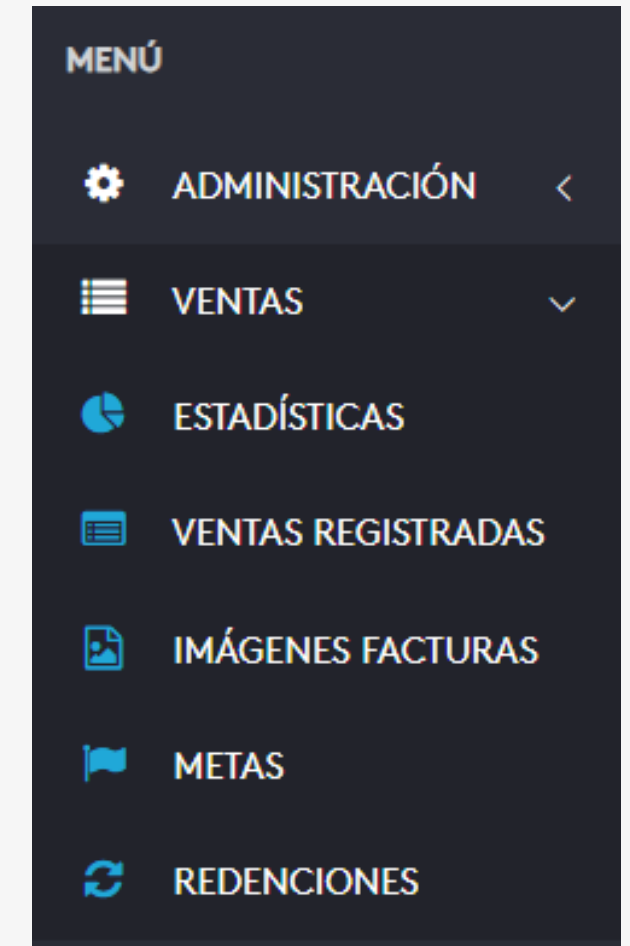 MENÚ
ADMINISTRACIÓN
VENTAS
ESTADÍSTICAS
VENTAS REGISTRADAS
IMÁGENES FACTURAS
METAS
REDENCIONES